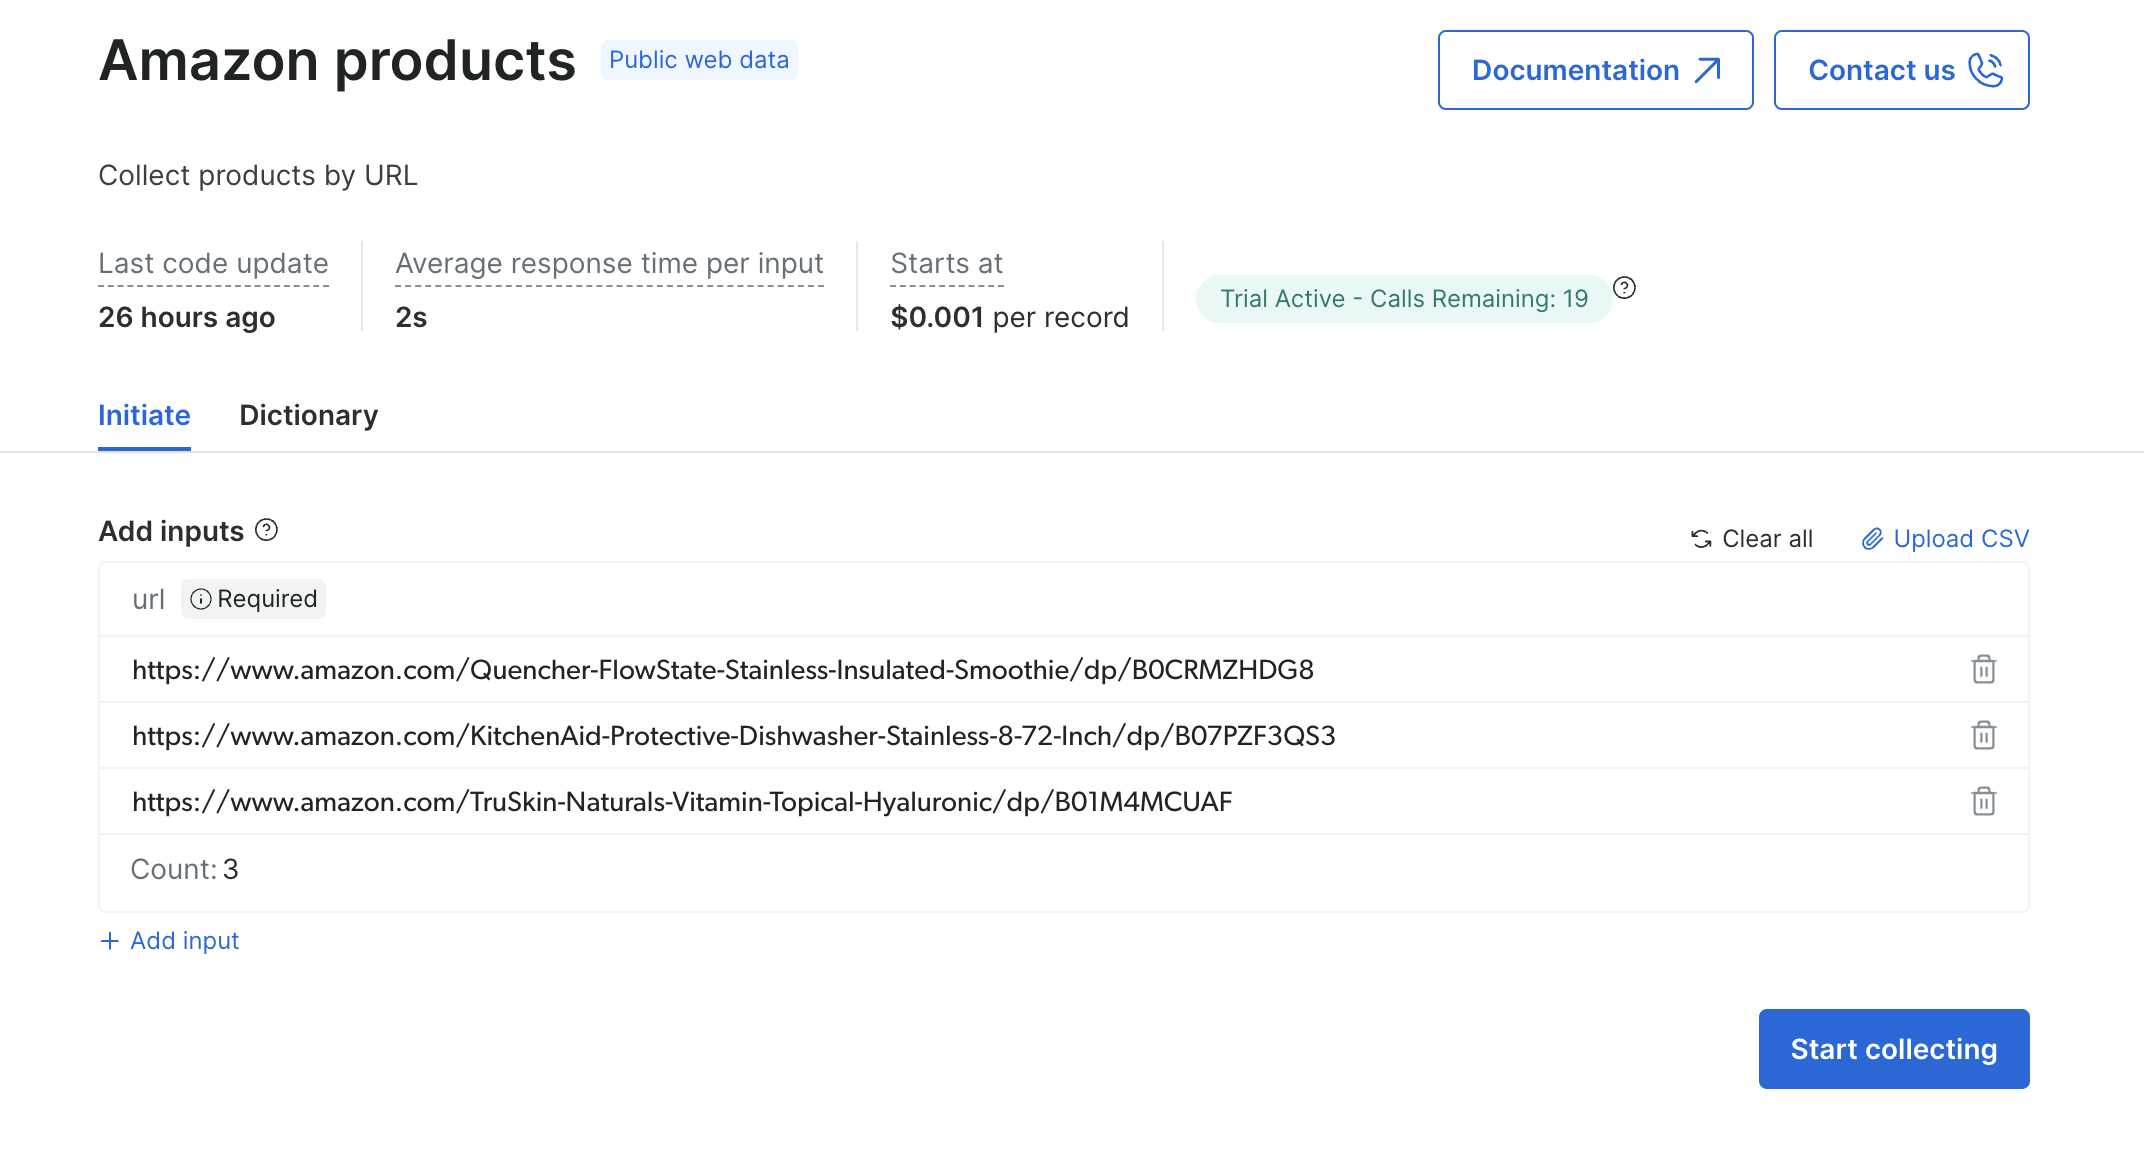 Amazon products Public web data
Documentation Contact us
Collect products by URL
Last code update Average response time per input Starts at
26 hours ago 2s $0.001 per record
Trial Active - Calls Remaining: 19
Initiate Dictionary
Add inputs
Clear all Upload CSV
url Required
https://www.amazon.com/Quencher-FlowState-Stainless-Insulated-Smoothie/dp/B0CRMZHDG8
https://www.amazon.com/KitchenAid-Protective-Dishwasher-Stainless-8-72-Inch/dp/B07PZF3QS3
https://www.amazon.com/TruSkin-Naturals-Vitamin-Topical-Hyaluronic/dp/B01M4MCUAF
Count: 3
+ Add input
Start collecting